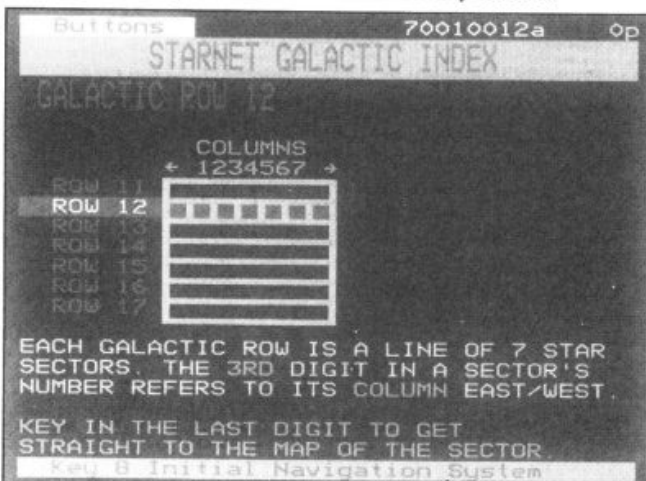 Buttons 70010012a 0p
STARNET GALACTIC INDEX
GALACTIC ROW 12
COLUMNS
← 1234567 →
ROW 11
ROW 12
ROW 13
ROW 14
ROW 15
ROW 16
ROW 17
EACH GALACTIC ROW IS A LINE OF 7 STAR
SECTORS. THE 3RD DIGIT IN A SECTOR'S
NUMBER REFERS TO ITS COLUMN EAST/WEST.
KEY IN THE LAST DIGIT TO GET
STRAIGHT TO THE MAP OF THE SECTOR.
Key 8 Initial Navigation System